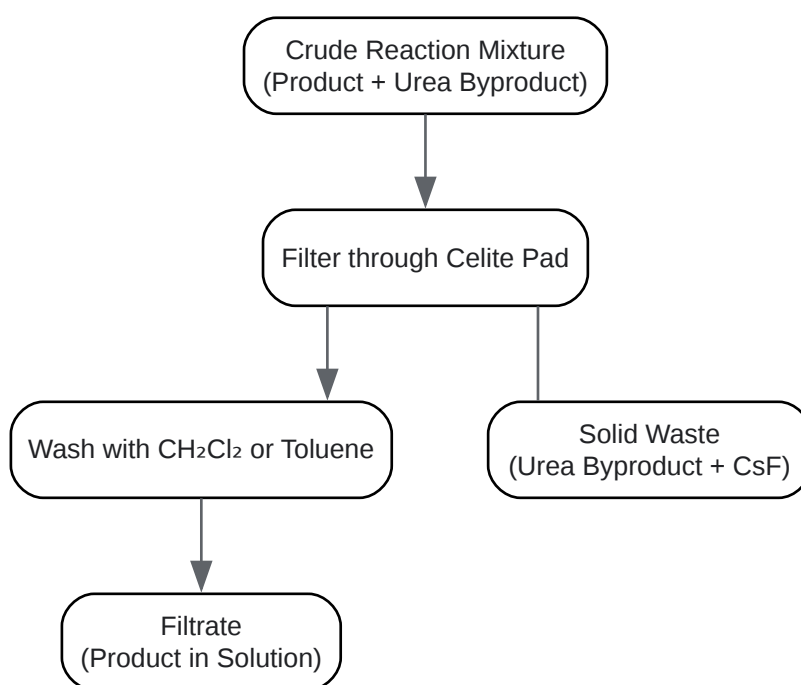 Crude Reaction Mixture
(Product + Urea Byproduct)
Filter through Celite Pad
Wash with CH₂Cl₂ or Toluene
Solid Waste
(Urea Byproduct + CsF)
Filtrate
(Product in Solution)